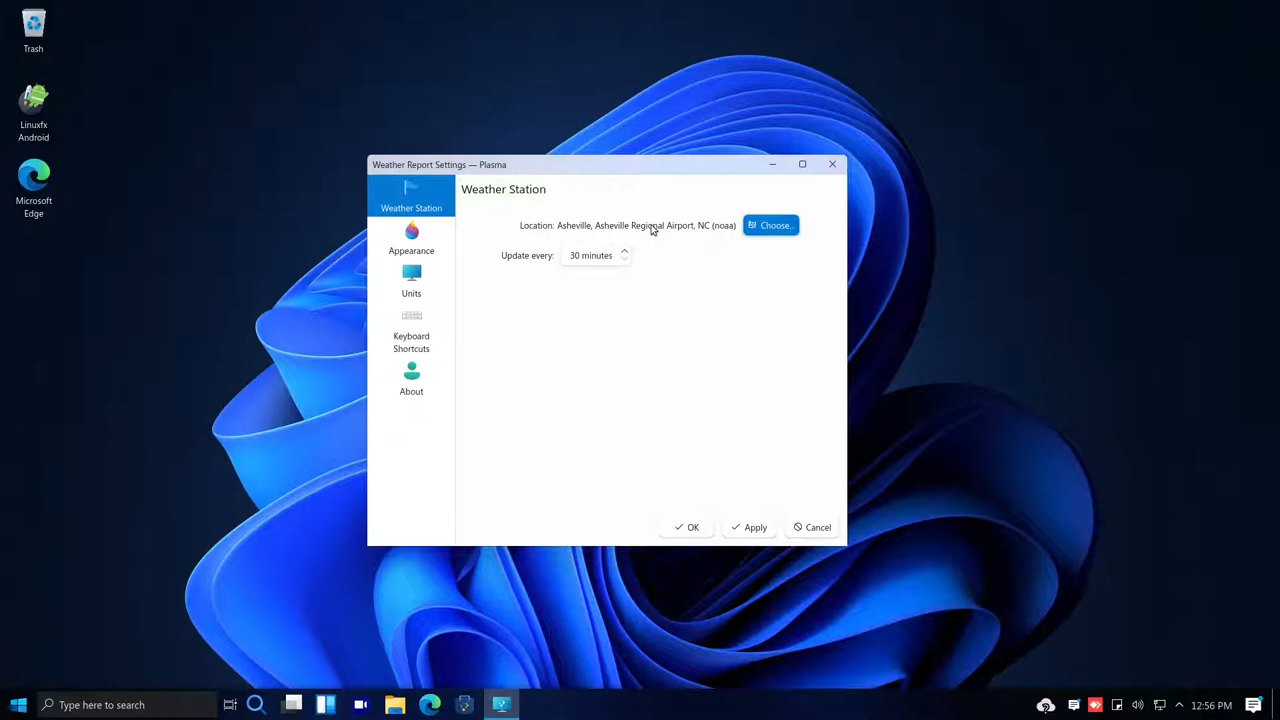 Trash
Linuxfx
Android
Microsoft
Edge
Weather Report Settings — Plasma
Weather Station
Appearance
Units
Keyboard
Shortcuts
About
Weather Station
Location: Asheville, Asheville Regional Airport, NC (noaa) Choose...
Update every: 30 minutes
OK Apply Cancel
Type here to search
12:56 PM